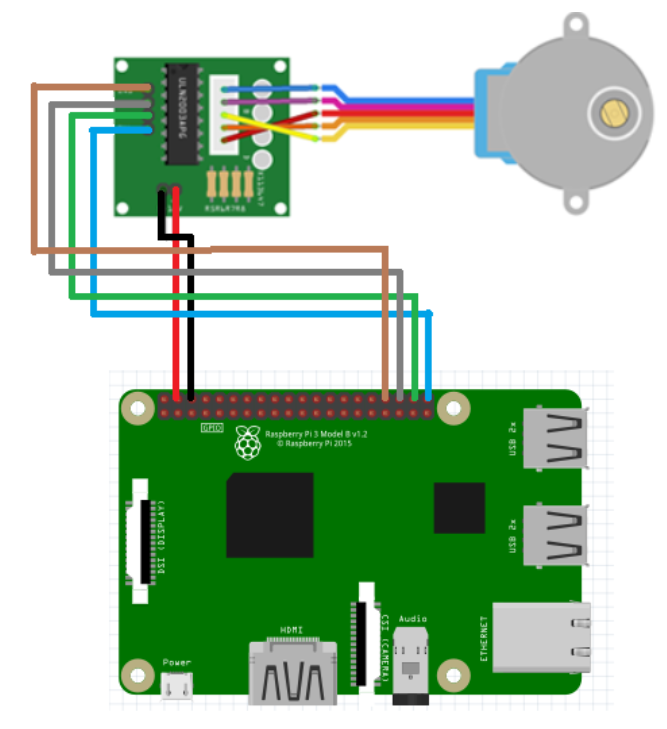 ULN2003APG
GPIO
Raspberry Pi 3 Model B v1.2
© Raspberry Pi 2015
USB 2x
DSI (DISPLAY)
USB 2x
HDMI
CSI (CAMERA)
Audio
ETHERNET
Power